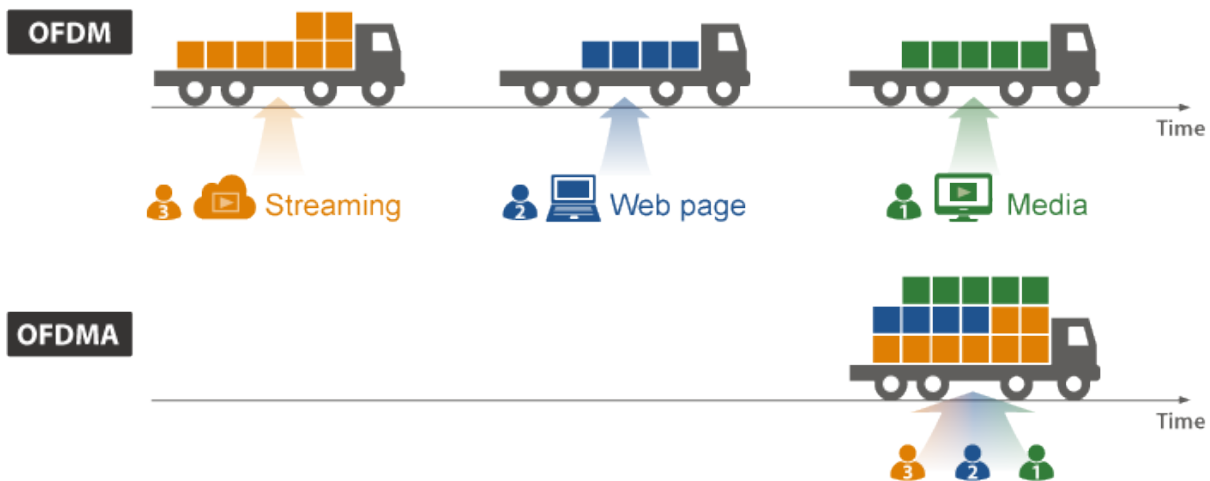 OFDM
Time
3 Streaming
2 Web page
1 Media
OFDMA
Time
3 2 1